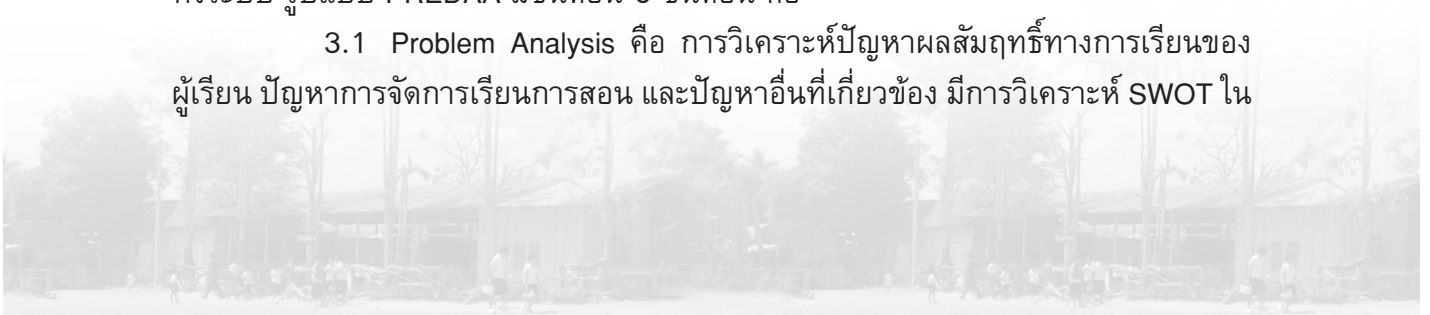 3.1 Problem Analysis คือ การวิเคราะห์ปัญหาผลสัมฤทธิ์ทางการเรียนของ
ผู้เรียน ปัญหาการจัดการเรียนการสอน และปัญหาอื่นที่เกี่ยวข้อง มีการวิเคราะห์ SWOT ใน